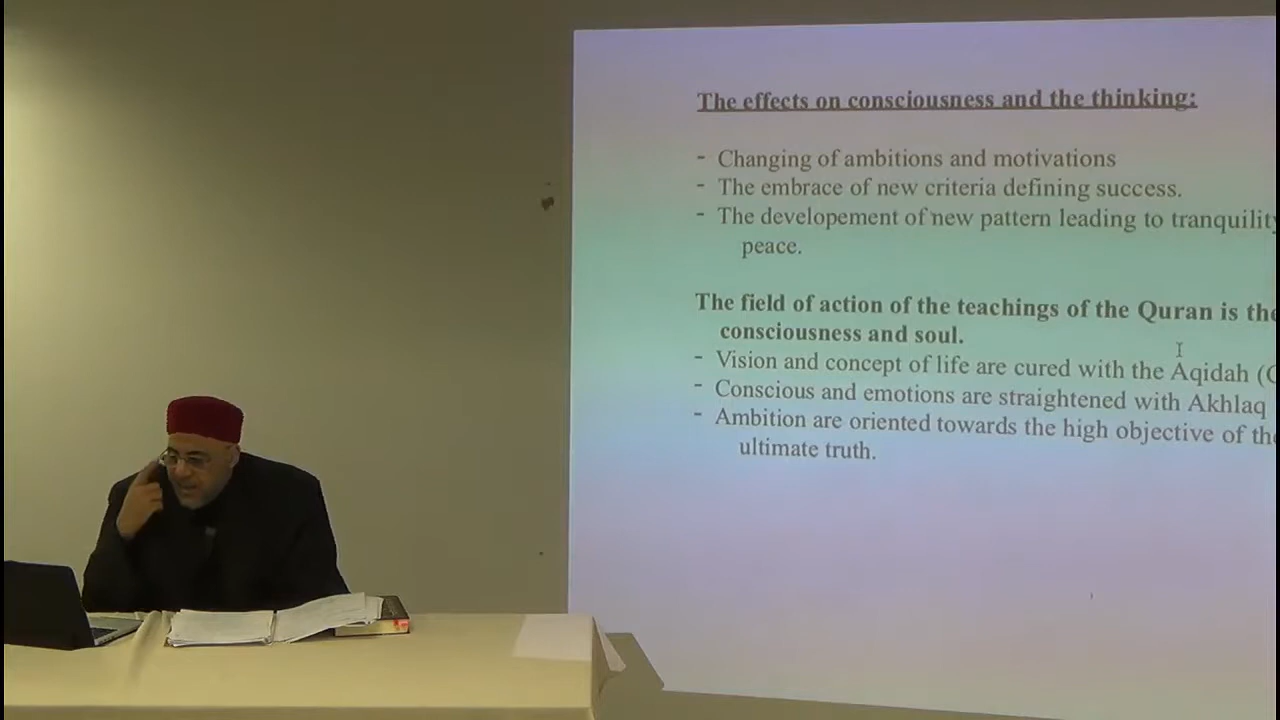 The effects on consciousness and the thinking:
- Changing of ambitions and motivations
- The embrace of new criteria defining success.
- The developement of new pattern leading to tranquility
peace.
The field of action of the teachings of the Quran is the
consciousness and soul.
- Vision and concept of life are cured with the Aqidah (
- Conscious and emotions are straightened with Akhlaq
- Ambition are oriented towards the high objective of the
ultimate truth.